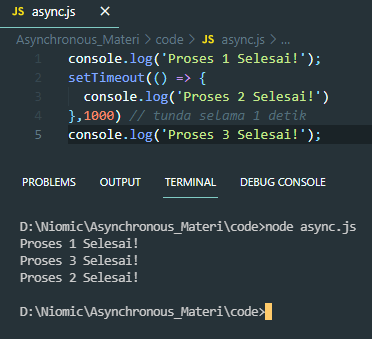 JS async.js ×
Asynchronous_Materi > code > JS async.js > ...
1 console.log('Proses 1 Selesai!');
2 setTimeout(() => {
3 console.log('Proses 2 Selesai!')
4 },1000) // tunda selama 1 detik
5 console.log('Proses 3 Selesai!');
PROBLEMS OUTPUT TERMINAL DEBUG CONSOLE
D:\Niomic\Asynchronous_Materi\code>node async.js
Proses 1 Selesai!
Proses 3 Selesai!
Proses 2 Selesai!
D:\Niomic\Asynchronous_Materi\code>